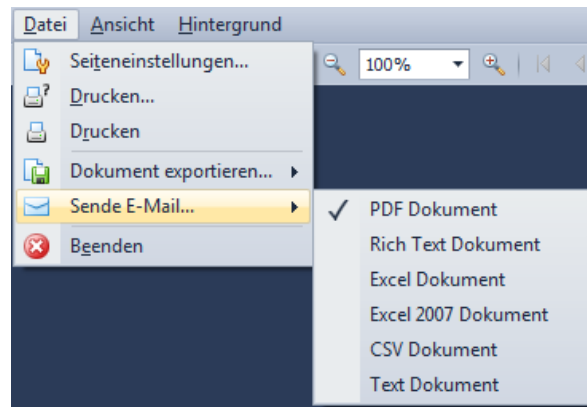 Datei Ansicht Hintergrund
Seiteneinstellungen...
100%
Drucken...
Drucken
Dokument exportieren...
Sende E-Mail...
PDF Dokument
Rich Text Dokument
Beenden
Excel Dokument
Excel 2007 Dokument
CSV Dokument
Text Dokument